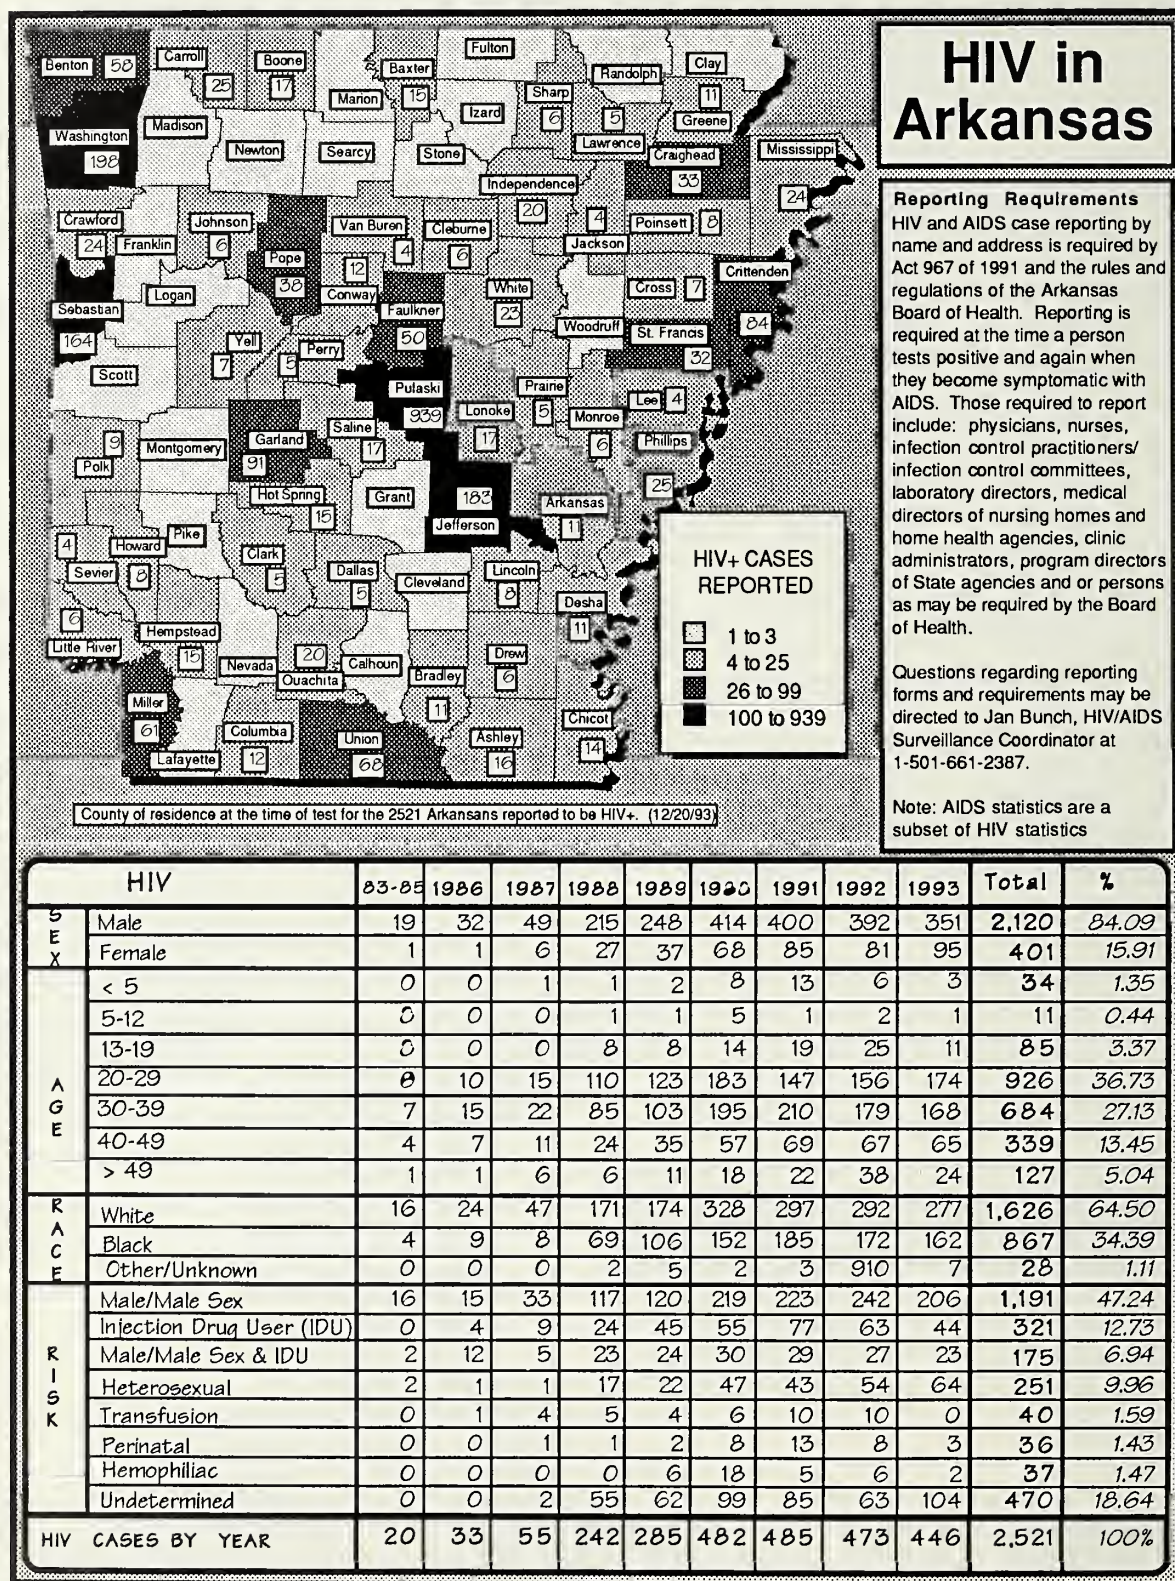 HIV in
Arkansas
Benton 58
Carroll
25
Boone
17
Marion
Baxter
15
Fulton
Izard
Sharp
6
Randolph
5
Lawrence
Clay
11
Greene
Washington
198
Madison
Newton
Searcy
Stone
Independence
20
Craighead
33
Mississippi
24
Crawford
24
Franklin
Johnson
6
Pope
38
Van Buren
4
Cleburne
6
4
Jackson
Poinsett 8
Conway
12
White
23
Cross 7
Crittenden
84
Sebastian
164
Logan
Faulkner
50
Woodruff
St. Francis
32
Scott
Yell
7
Perry
5
Pulaski
939
Lonoke
17
Prairie
5
Monroe
6
Lee 4
Phillips
25
9
Polk
Montgomery
Garland
91
Saline
17
Hot Spring
15
Grant
183
Jefferson
Arkansas
11
4
Sevier
Howard
8
Pike
Clark
5
Dallas
5
Cleveland
Lincoln
8
Desha
11
6
Little River
Hempstead
15
Nevada
20
Ouachita
Calhoun
Bradley
11
Drew
6
Miller
61
Lafayette
Columbia
12
Union
68
Ashley
16
Chicot
14
HIV+ CASES
REPORTED
1 to 3
4 to 25
26 to 99
100 to 939
County of residence at the time of test for the 2521 Arkansans reported to be HIV+. (12/20/93)
Reporting Requirements
HIV and AIDS case reporting by
name and address is required by
Act 967 of 1991 and the rules and
regulations of the Arkansas
Board of Health. Reporting is
required at the time a person
tests positive and again when
they become symptomatic with
AIDS. Those required to report
include: physicians, nurses,
infection control practitioners/
infection control committees,
laboratory directors, medical
directors of nursing homes and
home health agencies, clinic
administrators, program directors
of State agencies and or persons
as may be required by the Board
of Health.
Questions regarding reporting
forms and requirements may be
directed to Jan Bunch, HIV/AIDS
Surveillance Coordinator at
1-501-661-2387.
Note: AIDS statistics are a
subset of HIV statistics
HIV 83-85 1986 1987 1988 1989 1990 1991 1992 1993 Total %
SEX
Male 19 32 49 215 248 414 400 392 351 2,120 84.09
Female 1 1 6 27 37 68 85 81 95 401 15.91
AGE
< 5 0 0 1 1 2 8 13 6 3 34 1.35
5-12 0 0 0 1 1 5 1 2 1 11 0.44
13-19 0 0 0 8 8 14 19 25 11 85 3.37
20-29 8 10 15 110 123 183 147 156 174 926 36.73
30-39 7 15 22 85 103 195 210 179 168 684 27.13
40-49 4 7 11 24 35 57 69 67 65 339 13.45
> 49 1 1 6 6 11 18 22 38 24 127 5.04
RACE
White 16 24 47 171 174 328 297 292 277 1,626 64.50
Black 4 9 8 69 106 152 185 172 162 867 34.39
Other/Unknown 0 0 0 2 5 2 3 910 7 28 1.11
RISK
Male/Male Sex 16 15 33 117 120 219 223 242 206 1,191 47.24
Injection Drug User (IDU) 0 4 9 24 45 55 77 63 44 321 12.73
Male/Male Sex & IDU 2 12 5 23 24 30 29 27 23 175 6.94
Heterosexual 2 1 1 17 22 47 43 54 64 251 9.96
Transfusion 0 1 4 5 4 6 10 10 0 40 1.59
Perinatal 0 0 1 1 2 8 13 8 3 36 1.43
Hemophiliac 0 0 0 0 6 18 5 6 2 37 1.47
Undetermined 0 0 2 55 62 99 85 63 104 470 18.64
HIV CASES BY YEAR 20 33 55 242 285 482 485 473 446 2,521 100%